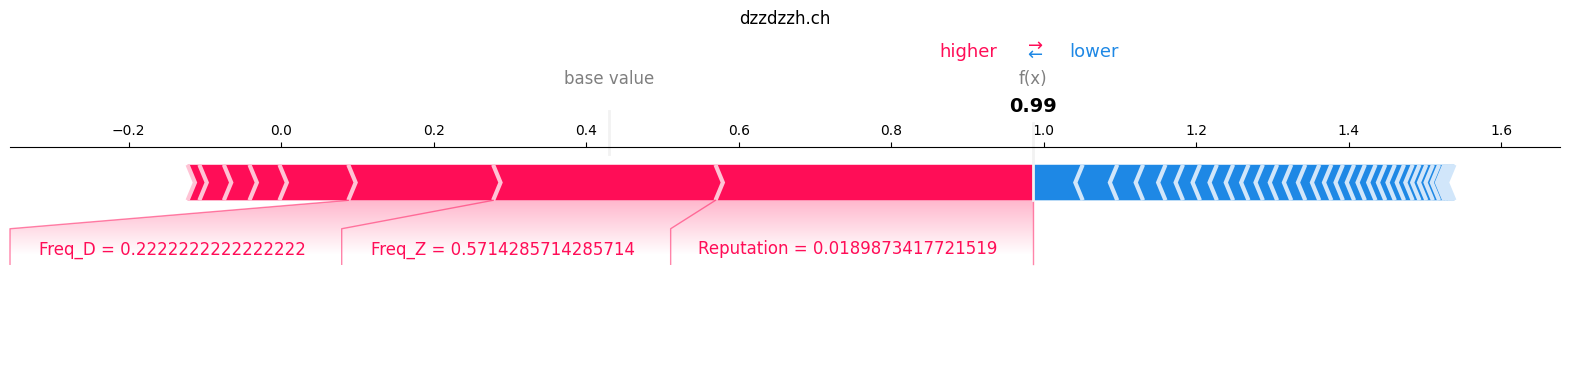 dzzdzzh.ch
higher ⇄ lower
base value f(x)
0.99
−0.2 0.0 0.2 0.4 0.6 0.8 1.0 1.2 1.4 1.6
Freq_D = 0.2222222222222222 Freq_Z = 0.5714285714285714 Reputation = 0.0189873417721519